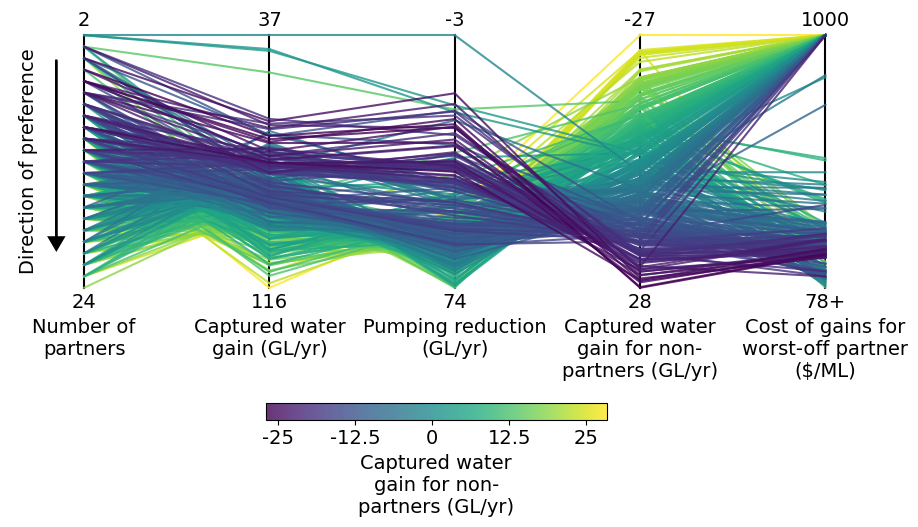 2 37 -3 -27 1000
Direction of preference
24 116 74 28 78+
Number of
partners
Captured water
gain (GL/yr)
Pumping reduction
(GL/yr)
Captured water
gain for non-
partners (GL/yr)
Cost of gains for
worst-off partner
($/ML)
-25 -12.5 0 12.5 25
Captured water
gain for non-
partners (GL/yr)